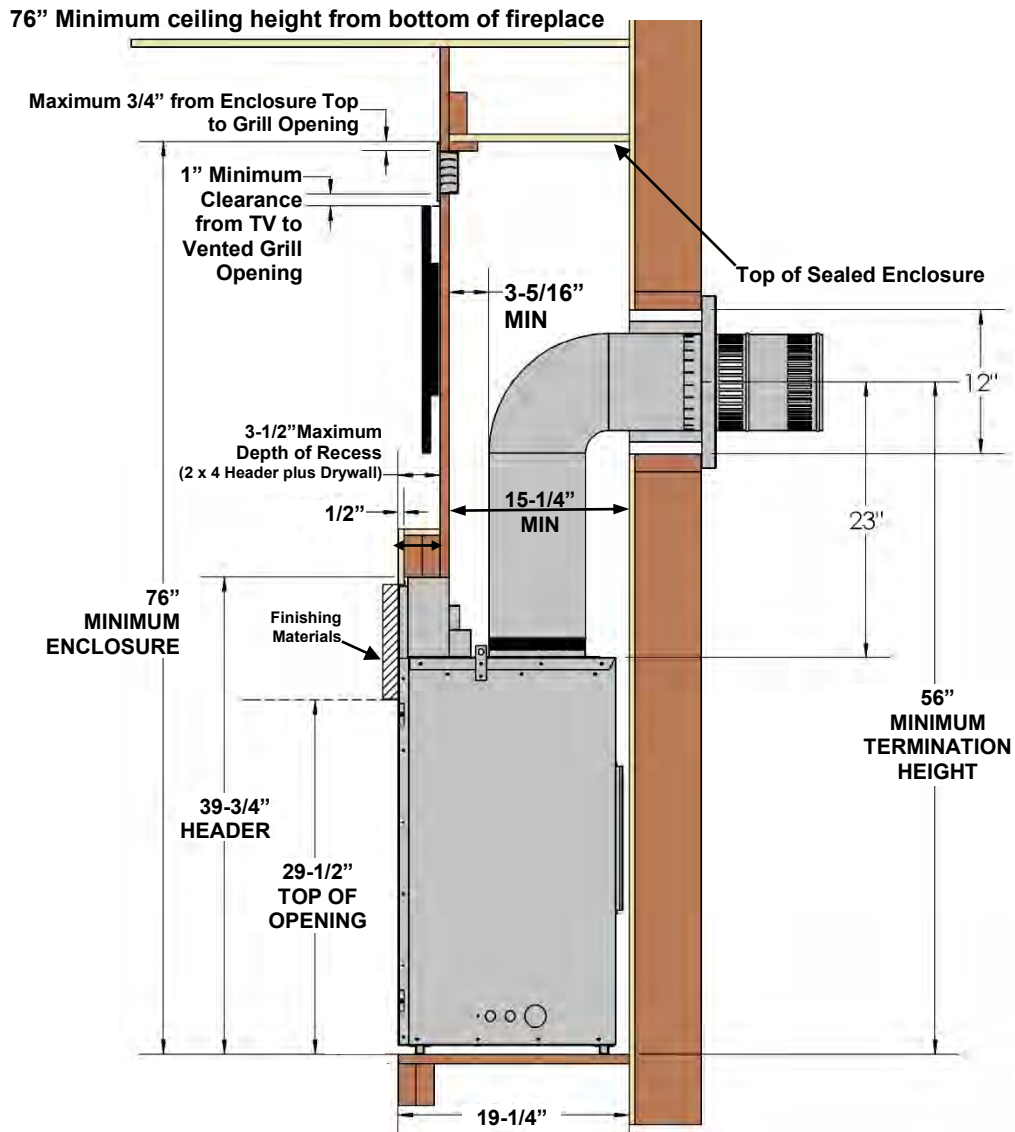 76” Minimum ceiling height from bottom of fireplace
Maximum 3/4” from Enclosure Top
to Grill Opening
1” Minimum
Clearance
from TV to
Vented Grill
Opening
Top of Sealed Enclosure
3-5/16”
MIN
12"
3-1/2”Maximum
Depth of Recess
(2 x 4 Header plus Drywall)
1/2”
15-1/4”
MIN
23"
76”
MINIMUM
ENCLOSURE
Finishing
Materials
56”
MINIMUM
TERMINATION
HEIGHT
39-3/4”
HEADER
29-1/2”
TOP OF
OPENING
19-1/4”